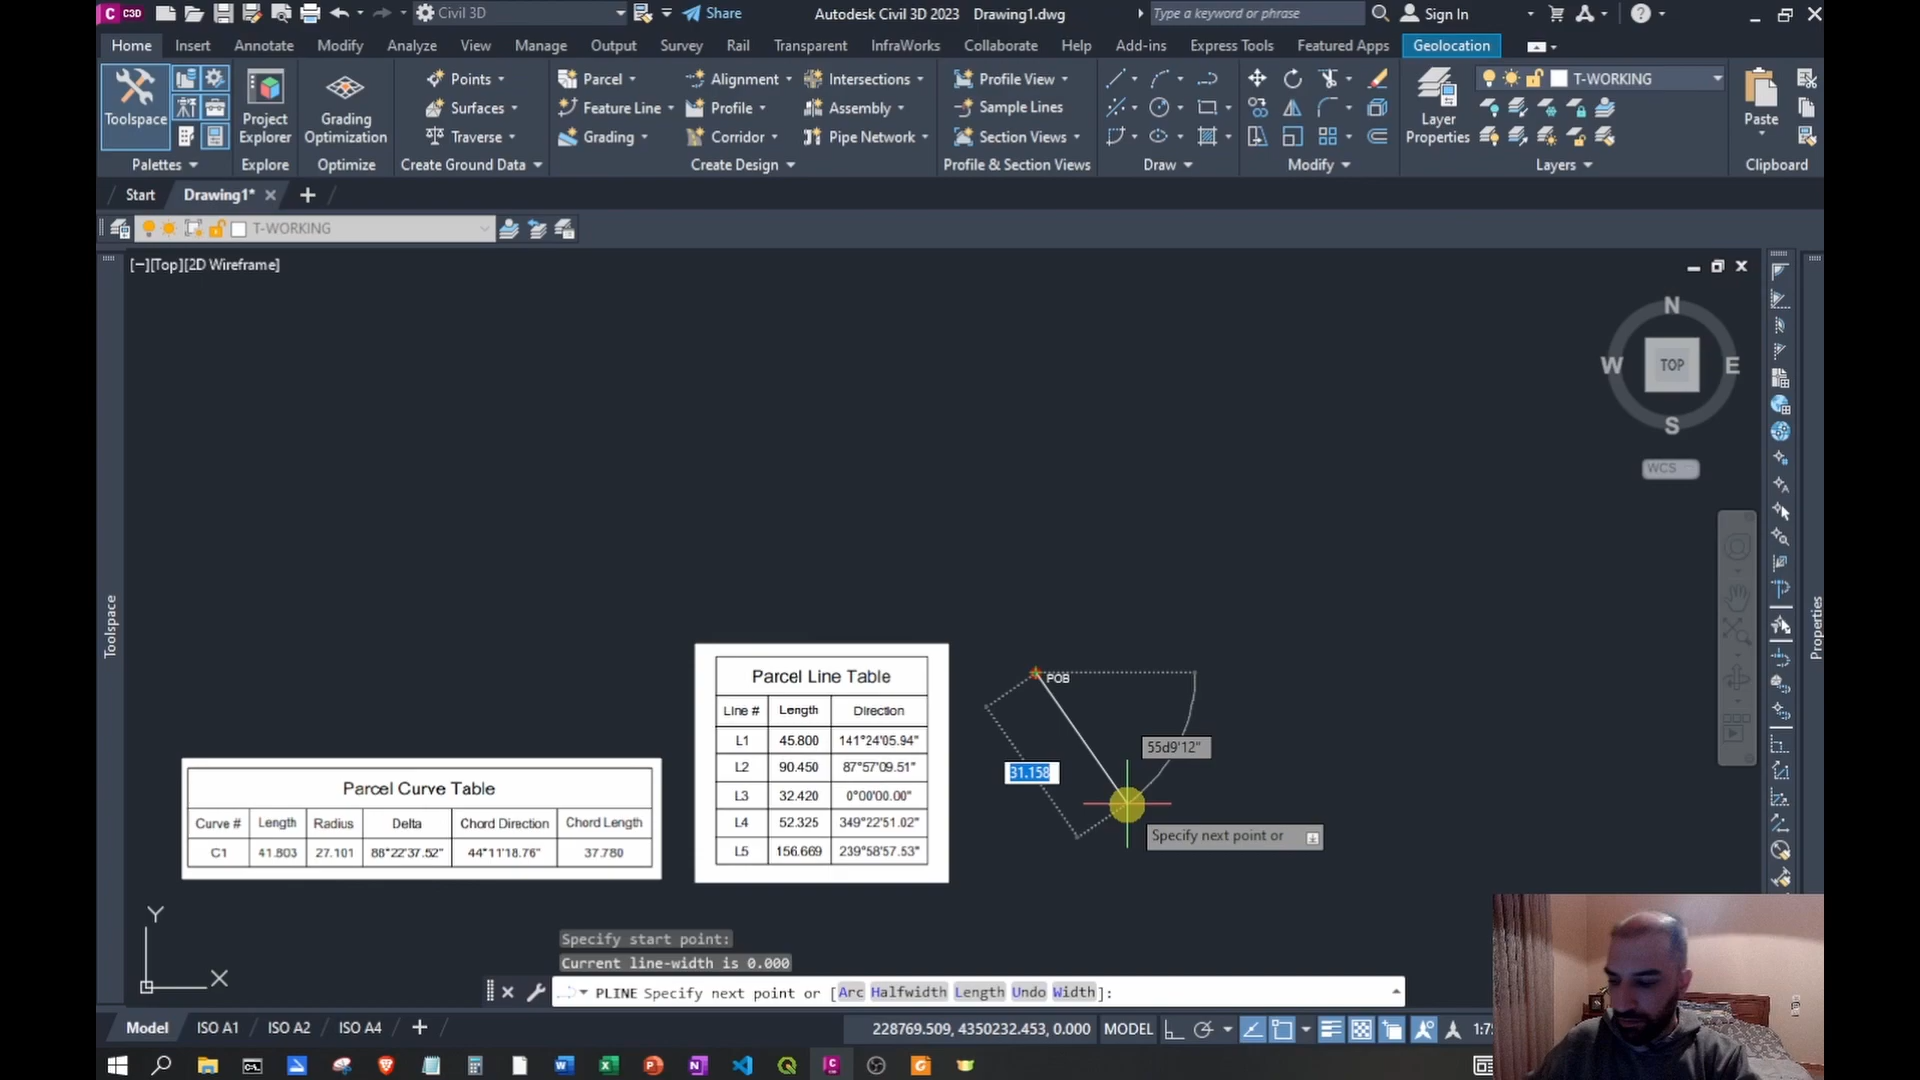 C3D Civil 3D Share Autodesk Civil 3D 2023 Drawing1.dwg Type a keyword or phrase Sign In
Home Insert Annotate Modify Analyze View Manage Output Survey Rail Transparent InfraWorks Collaborate Help Add-ins Express Tools Featured Apps Geolocation
Toolspace
Palettes
Project Explorer
Explore
Grading Optimization
Optimize
Points
Surfaces
Traverse
Create Ground Data
Parcel Alignment Intersections
Feature Line Profile Assembly
Grading Corridor Pipe Network
Create Design
Profile View
Sample Lines
Section Views
Profile & Section Views
Draw
Modify
Layer Properties
T-WORKING
Layers
Paste
Clipboard
Start Drawing1*
T-WORKING
[–][Top][2D Wireframe]
N
W TOP E
S
WCS
Toolspace
Properties
Parcel Curve Table
Curve # Length Radius Delta Chord Direction Chord Length
C1 41.803 27.101 88°22'37.52" 44°11'18.76" 37.780
Parcel Line Table
Line # Length Direction
L1 45.800 141°24'05.94"
L2 90.450 87°57'09.51"
L3 32.420 0°00'00.00"
L4 52.325 349°22'51.02"
L5 156.669 239°58'57.53"
POB
55d9'12"
31.158
Specify next point or
Y
X
Specify start point:
Current line-width is 0.000
PLINE Specify next point or [Arc Halfwidth Length Undo Width]:
Model ISO A1 ISO A2 ISO A4 228769.509, 4350232.453, 0.000 MODEL